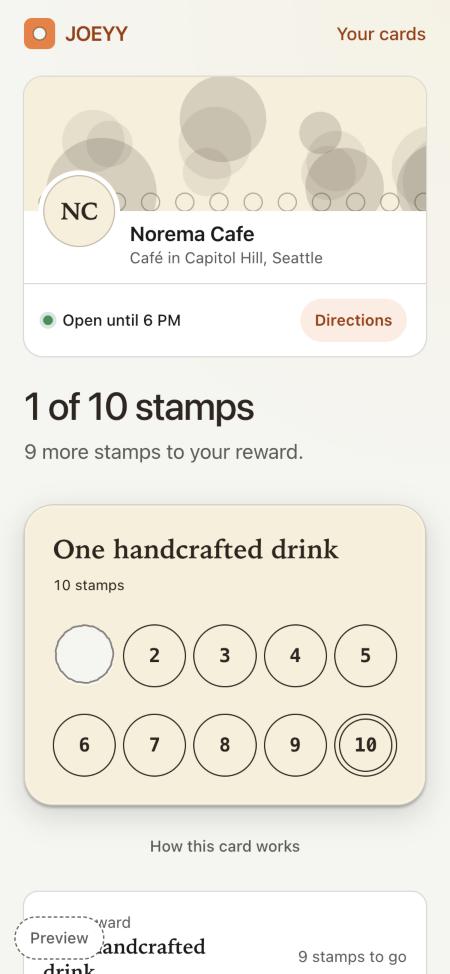 JOEYY
Your cards
NC
Norema Cafe
Café in Capitol Hill, Seattle
Open until 6 PM
Directions
1 of 10 stamps
9 more stamps to your reward.
One handcrafted drink
10 stamps
2 3 4 5
6 7 8 9 10
How this card works
Preview
9 stamps to go
drink